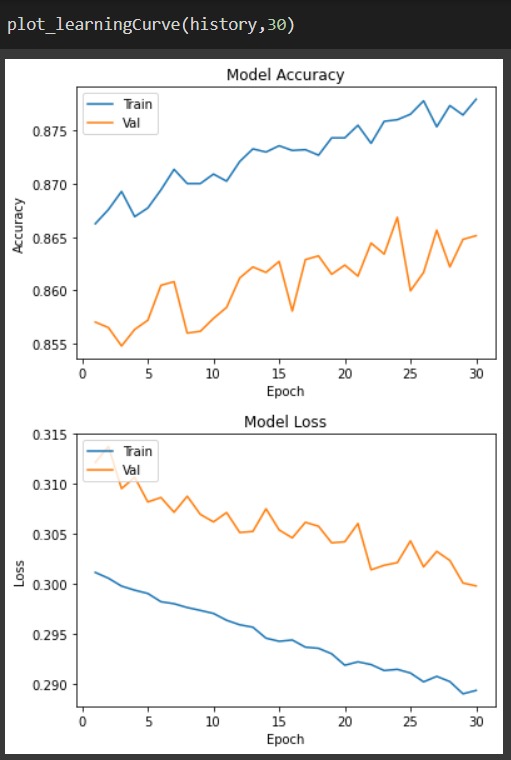 plot_learningCurve(history,30)
Model Accuracy
Train
Val
0.875
0.870
0.865
0.860
0.855
Accuracy
0 5 10 15 20 25 30
Epoch
Model Loss
0.315
Train
Val
0.310
0.305
0.300
0.295
0.290
Loss
0 5 10 15 20 25 30
Epoch